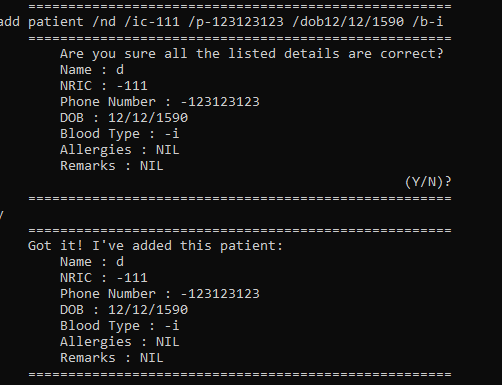 ====================================================
add patient /nd /ic-111 /p-123123123 /dob12/12/1590 /b-i
====================================================
Are you sure all the listed details are correct?
Name : d
NRIC : -111
Phone Number : -123123123
DOB : 12/12/1590
Blood Type : -i
Allergies : NIL
Remarks : NIL
(Y/N)?
====================================================
====================================================
Got it! I've added this patient:
Name : d
NRIC : -111
Phone Number : -123123123
DOB : 12/12/1590
Blood Type : -i
Allergies : NIL
Remarks : NIL
====================================================